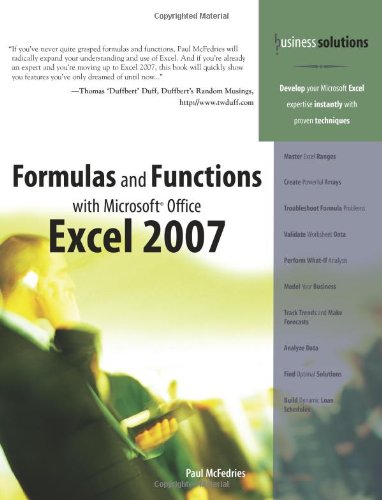 Copyrighted Material
"If you've never quite grasped formulas and functions, Paul McFedries will
radically expand your understanding and use of Excel. And if you're already
an expert and you're moving up to Excel 2007, this book will quickly show
you features you've only dreamed of until now..."
—Thomas 'Duffbert' Duff, Duffbert's Random Musings,
http://www.twduff.com
business solutions
Develop your Microsoft Excel
expertise instantly with
proven techniques
Master Excel Ranges
Create Powerful Arrays
Troubleshoot Formula Problems
Validate Worksheet Data
Perform What-If Analysis
Model Your Business
Track Trends and Make
Forecasts
Analyze Data
Find Optimal Solutions
Build Dynamic Loan
Schedules
Formulas and Functions
with Microsoft® Office
Excel 2007
Paul McFedries
Copyrighted Material